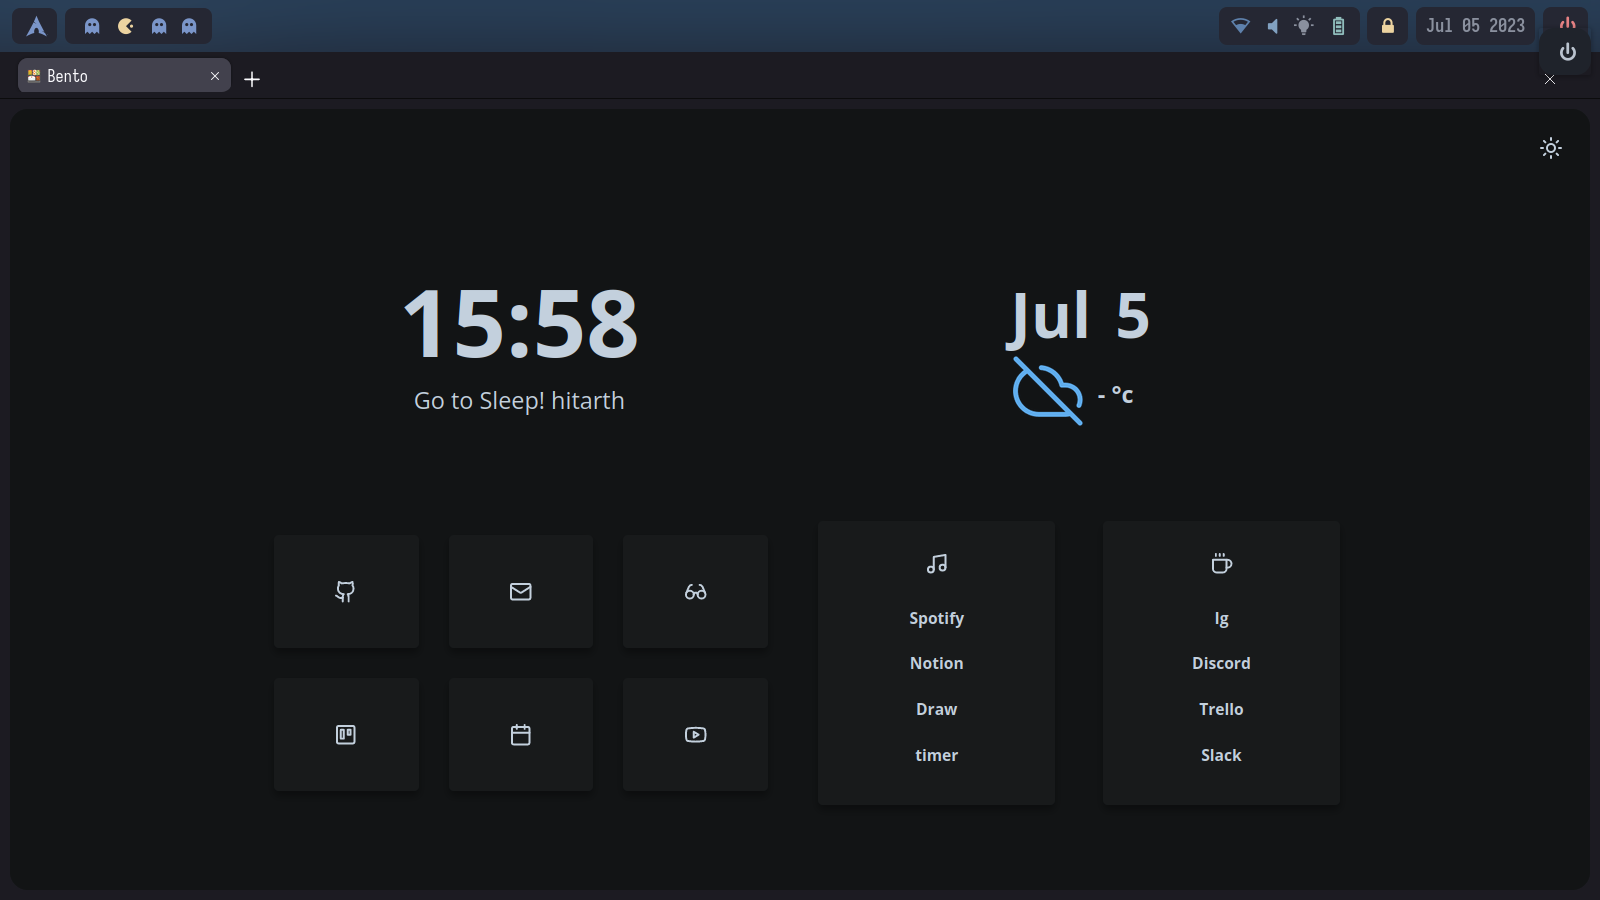 Jul 05 2023
Bento
15:58
Go to Sleep! hitarth
Jul 5
- °c
Spotify
Notion
Draw
timer
Ig
Discord
Trello
Slack